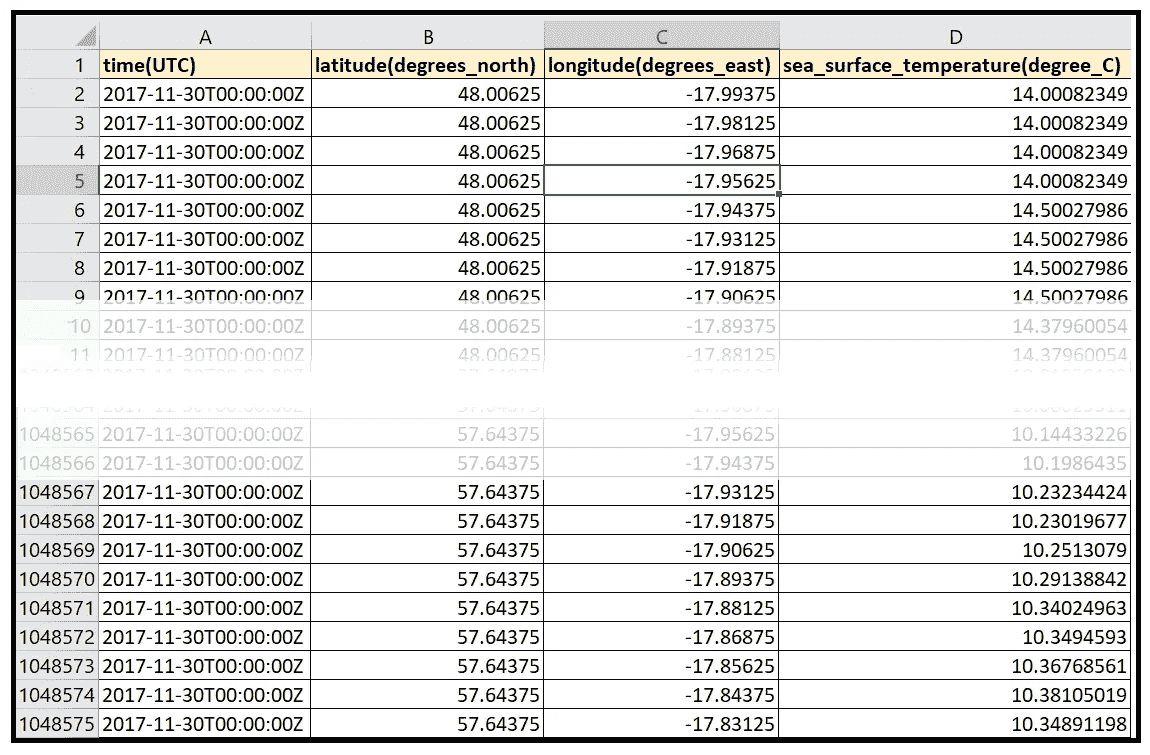 A B C D
1 time(UTC) latitude(degrees_north) longitude(degrees_east) sea_surface_temperature(degree_C)
2 2017-11-30T00:00:00Z 48.00625 -17.99375 14.00082349
3 2017-11-30T00:00:00Z 48.00625 -17.98125 14.00082349
4 2017-11-30T00:00:00Z 48.00625 -17.96875 14.00082349
5 2017-11-30T00:00:00Z 48.00625 -17.95625 14.00082349
6 2017-11-30T00:00:00Z 48.00625 -17.94375 14.50027986
7 2017-11-30T00:00:00Z 48.00625 -17.93125 14.50027986
8 2017-11-30T00:00:00Z 48.00625 -17.91875 14.50027986
9 2017-11-30T00:00:00Z 48.00625 -17.90625 14.50027986
10 2017-11-30T00:00:00Z 48.00625 -17.89375 14.37960054
11 2017-11-30T00:00:00Z 48.00625 -17.88125 14.37960054
1048565 2017-11-30T00:00:00Z 57.64375 -17.95625 10.14433226
1048566 2017-11-30T00:00:00Z 57.64375 -17.94375 10.1986435
1048567 2017-11-30T00:00:00Z 57.64375 -17.93125 10.23234424
1048568 2017-11-30T00:00:00Z 57.64375 -17.91875 10.23019677
1048569 2017-11-30T00:00:00Z 57.64375 -17.90625 10.2513079
1048570 2017-11-30T00:00:00Z 57.64375 -17.89375 10.29138842
1048571 2017-11-30T00:00:00Z 57.64375 -17.88125 10.34024963
1048572 2017-11-30T00:00:00Z 57.64375 -17.86875 10.3494593
1048573 2017-11-30T00:00:00Z 57.64375 -17.85625 10.36768561
1048574 2017-11-30T00:00:00Z 57.64375 -17.84375 10.38105019
1048575 2017-11-30T00:00:00Z 57.64375 -17.83125 10.34891198